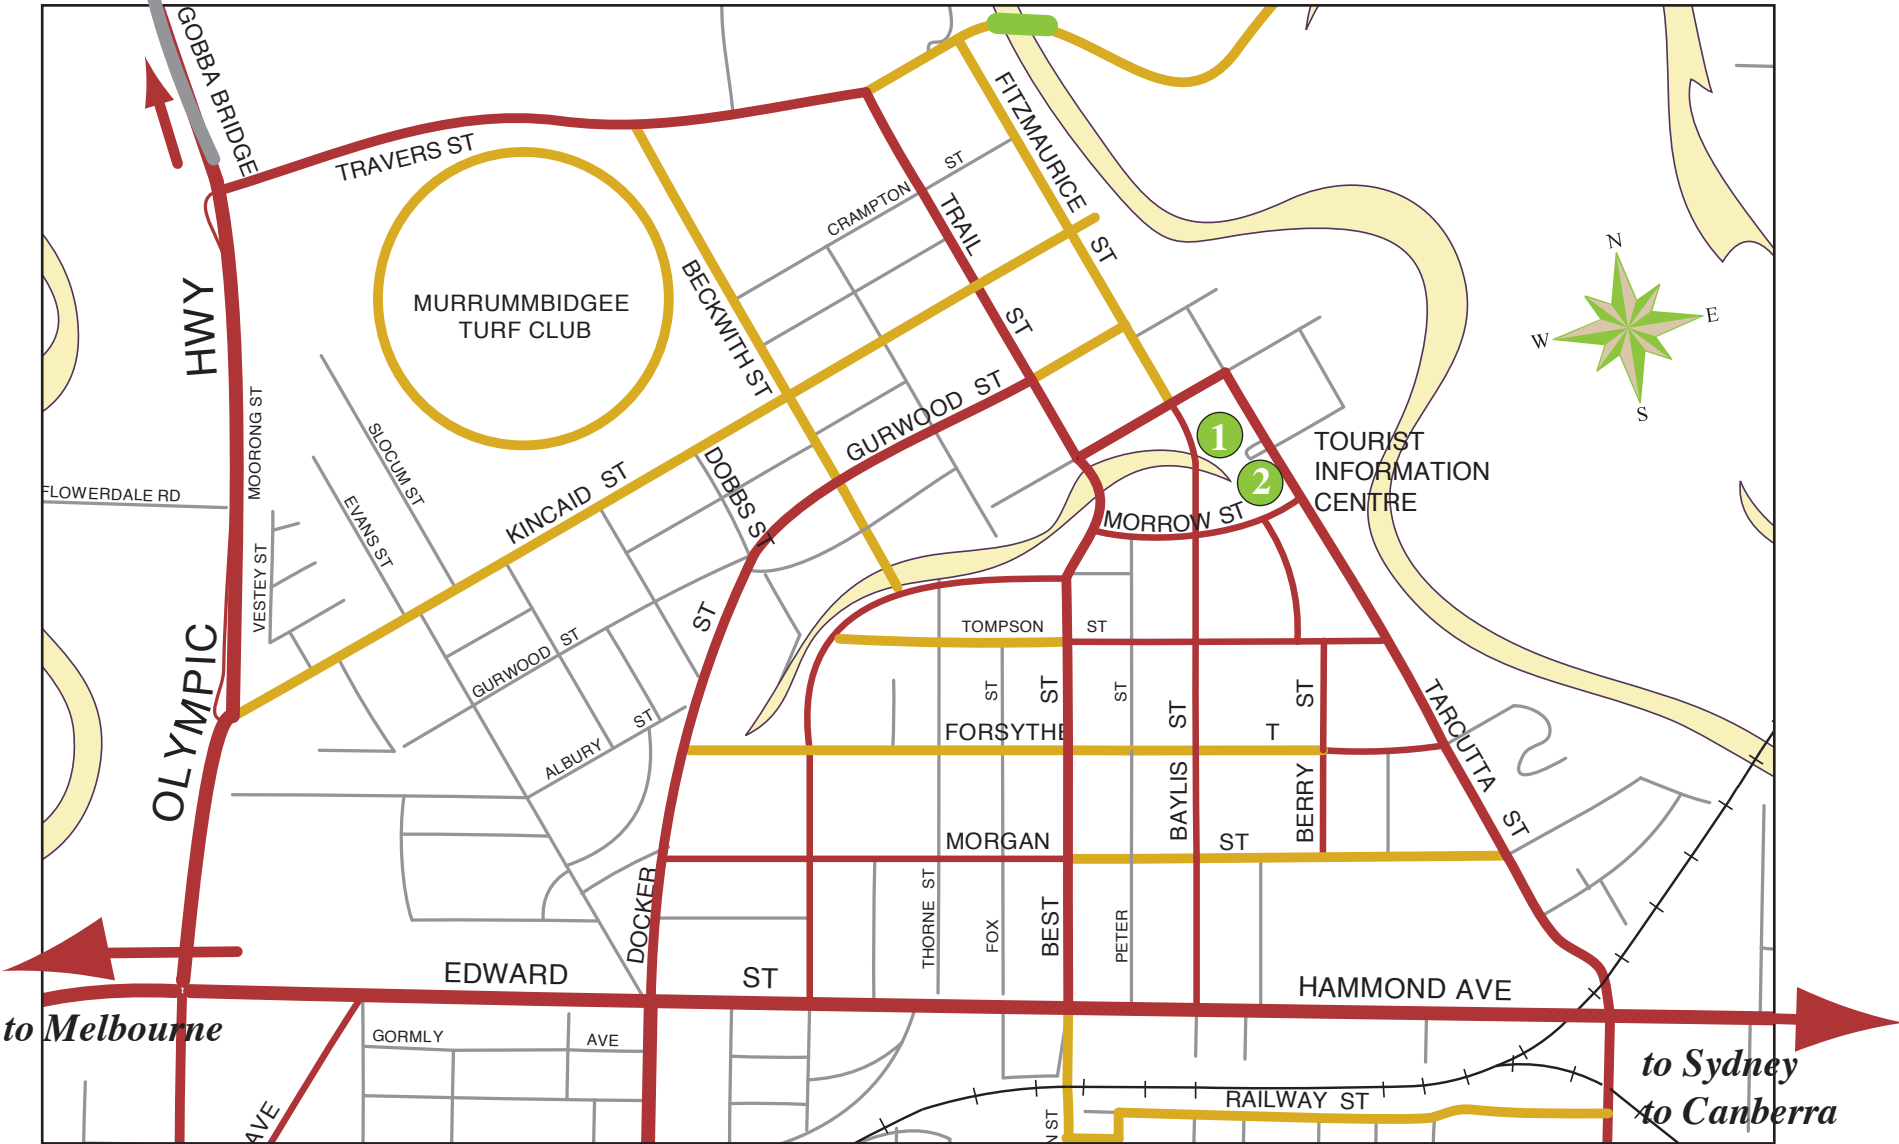 GOBBA BRIDGE
TRAVERS ST
FITZMAURICE
ST
CRAMPTON ST
TRAIL
ST
N
W
E
S
HWY
MURRUMMBIDGEE
TURF CLUB
BECKWITH ST
MOORONG ST
SLOCUM ST
GURWOOD ST
1
2
TOURIST
INFORMATION
CENTRE
FLOWERDALE RD
EVANS ST
KINCAID ST
DOBBS ST
MORROW ST
VESTEY ST
ST
OLYMPIC
GURWOOD ST
TOMPSON ST
ALBURY ST
ST
ST
ST
ST
ST
FORSYTHE
T
TARCUTTA
ST
BAYLIS
BERRY
MORGAN
ST
DOCKER
THORNE ST
FOX
BEST
PETER
EDWARD
ST
HAMMOND AVE
to Melbourne
GORMLY
AVE
to Sydney
to Canberra
RAILWAY ST
AVE
N ST